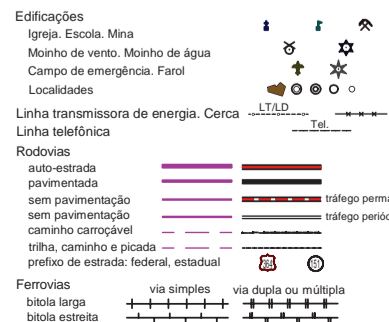 Edificações
Igreja. Escola. Mina
Moinho de vento. Moinho de água
Campo de emergência. Farol
Localidades
Linha transmissora de energia. Cerca LT/LD
Linha telefônica Tel.
Rodovias
auto-estrada
pavimentada
sem pavimentação tráfego perma
sem pavimentação tráfego perió
caminho carroçável
trilha, caminho e picada
prefixo de estrada: federal, estadual 364 151
Ferrovias via simples via dupla ou múltipla
bitola larga
bitola estreita